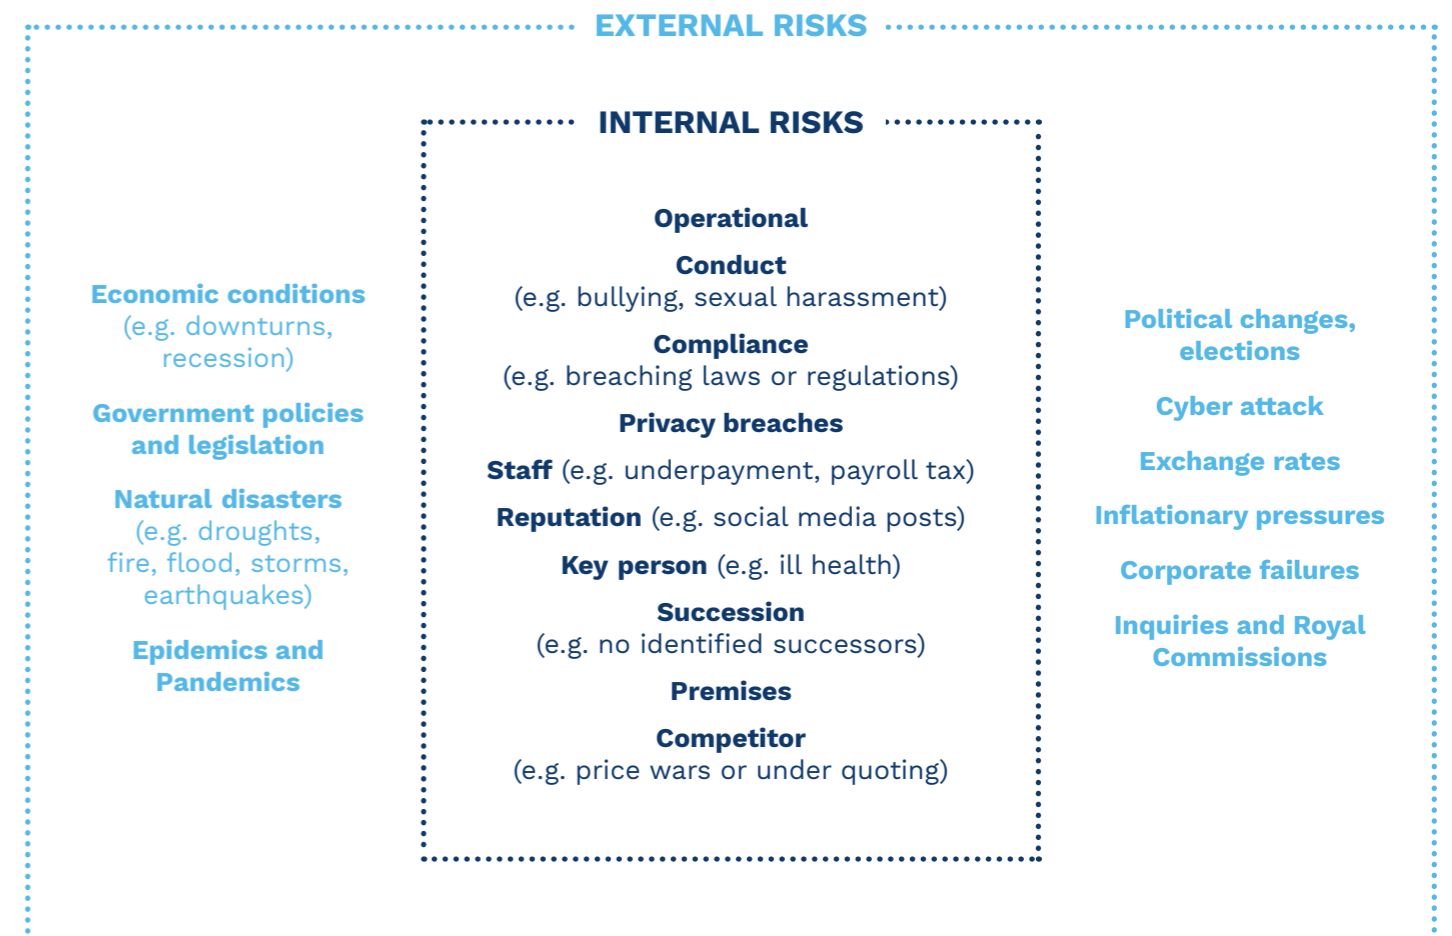 EXTERNAL RISKS
INTERNAL RISKS
Economic conditions
(e.g. downturns,
recession)
Government policies
and legislation
Natural disasters
(e.g. droughts,
fire, flood, storms,
earthquakes)
Epidemics and
Pandemics
Operational
Conduct
(e.g. bullying, sexual harassment)
Compliance
(e.g. breaching laws or regulations)
Privacy breaches
Staff (e.g. underpayment, payroll tax)
Reputation (e.g. social media posts)
Key person (e.g. ill health)
Succession
(e.g. no identified successors)
Premises
Competitor
(e.g. price wars or under quoting)
Political changes,
elections
Cyber attack
Exchange rates
Inflationary pressures
Corporate failures
Inquiries and Royal
Commissions